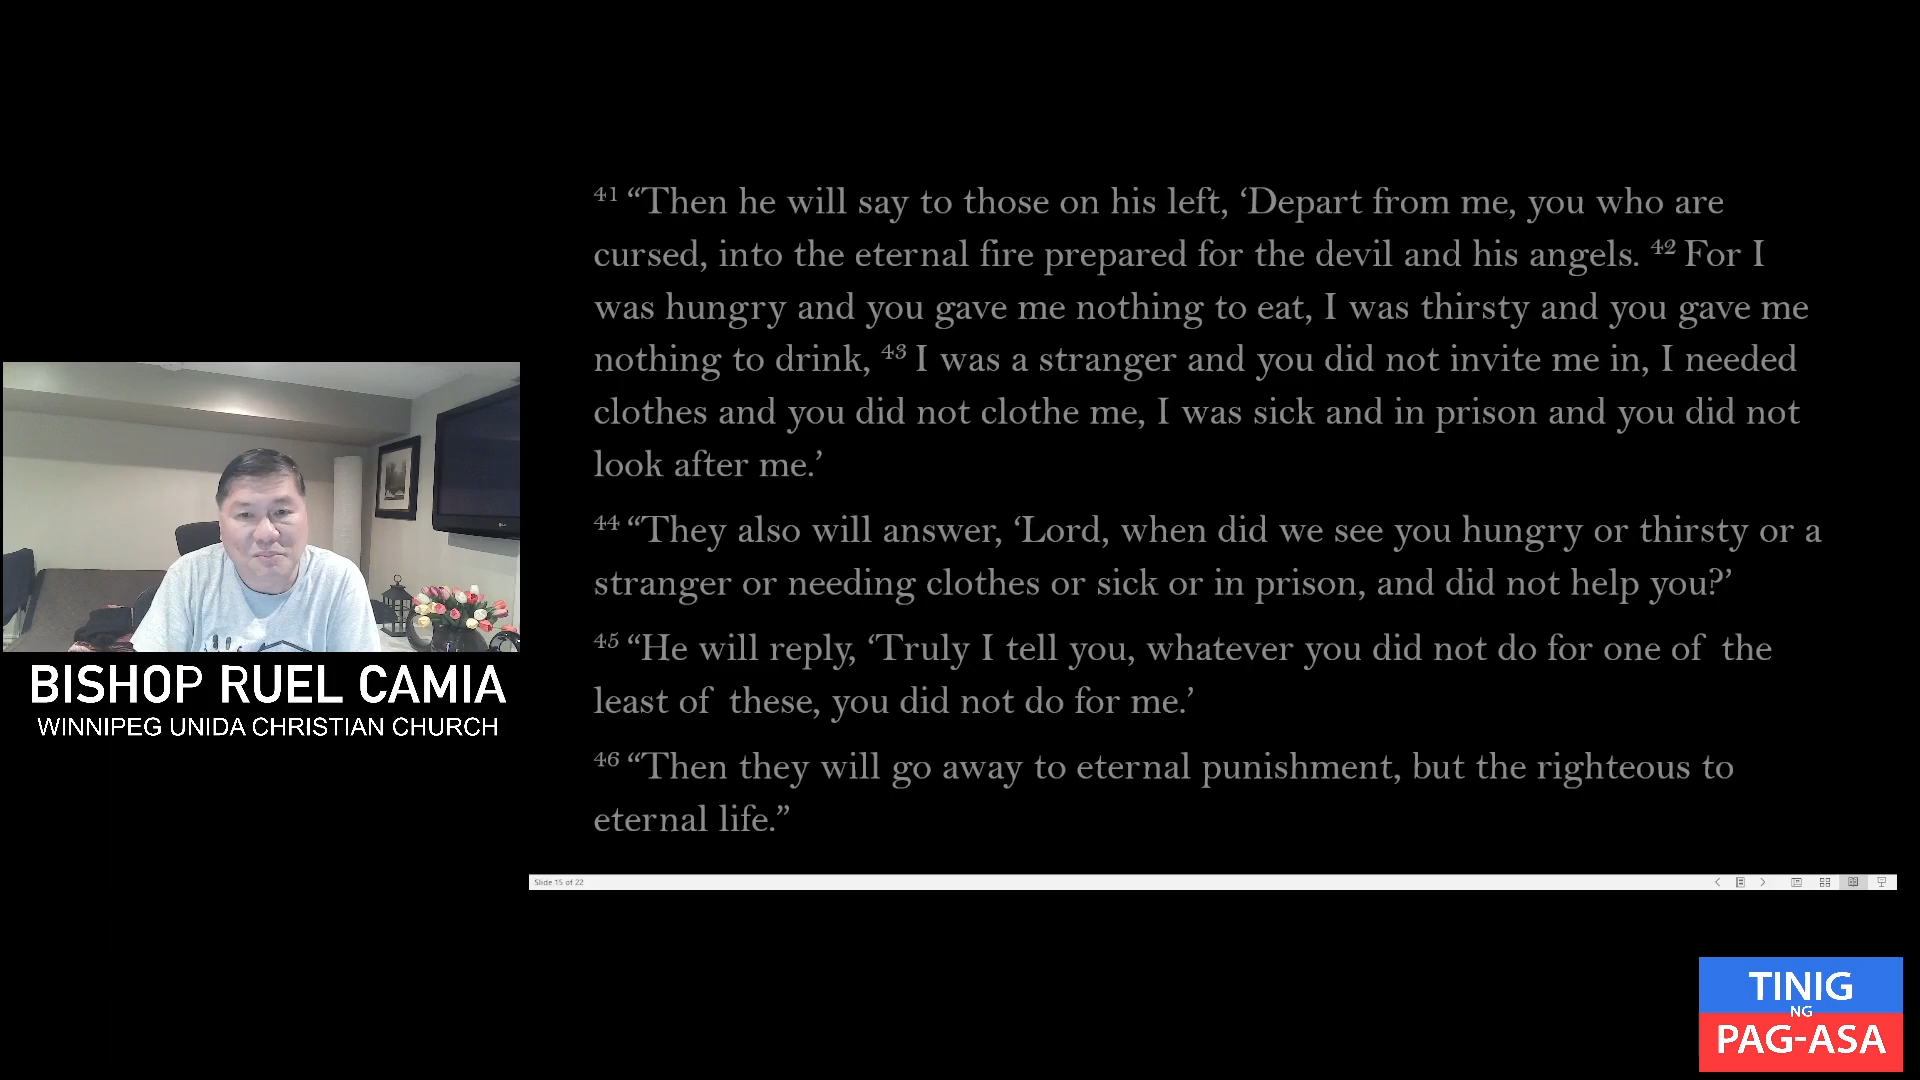 ⁴¹ “Then he will say to those on his left, ‘Depart from me, you who are
cursed, into the eternal fire prepared for the devil and his angels. ⁴² For I
was hungry and you gave me nothing to eat, I was thirsty and you gave me
nothing to drink, ⁴³ I was a stranger and you did not invite me in, I needed
clothes and you did not clothe me, I was sick and in prison and you did not
look after me.’
⁴⁴ “They also will answer, ‘Lord, when did we see you hungry or thirsty or a
stranger or needing clothes or sick or in prison, and did not help you?’
⁴⁵ “He will reply, ‘Truly I tell you, whatever you did not do for one of the
least of these, you did not do for me.’
⁴⁶ “Then they will go away to eternal punishment, but the righteous to
eternal life.”
BISHOP RUEL CAMIA
WINNIPEG UNIDA CHRISTIAN CHURCH
Slide 15 of 22
TINIG
NG
PAG-ASA